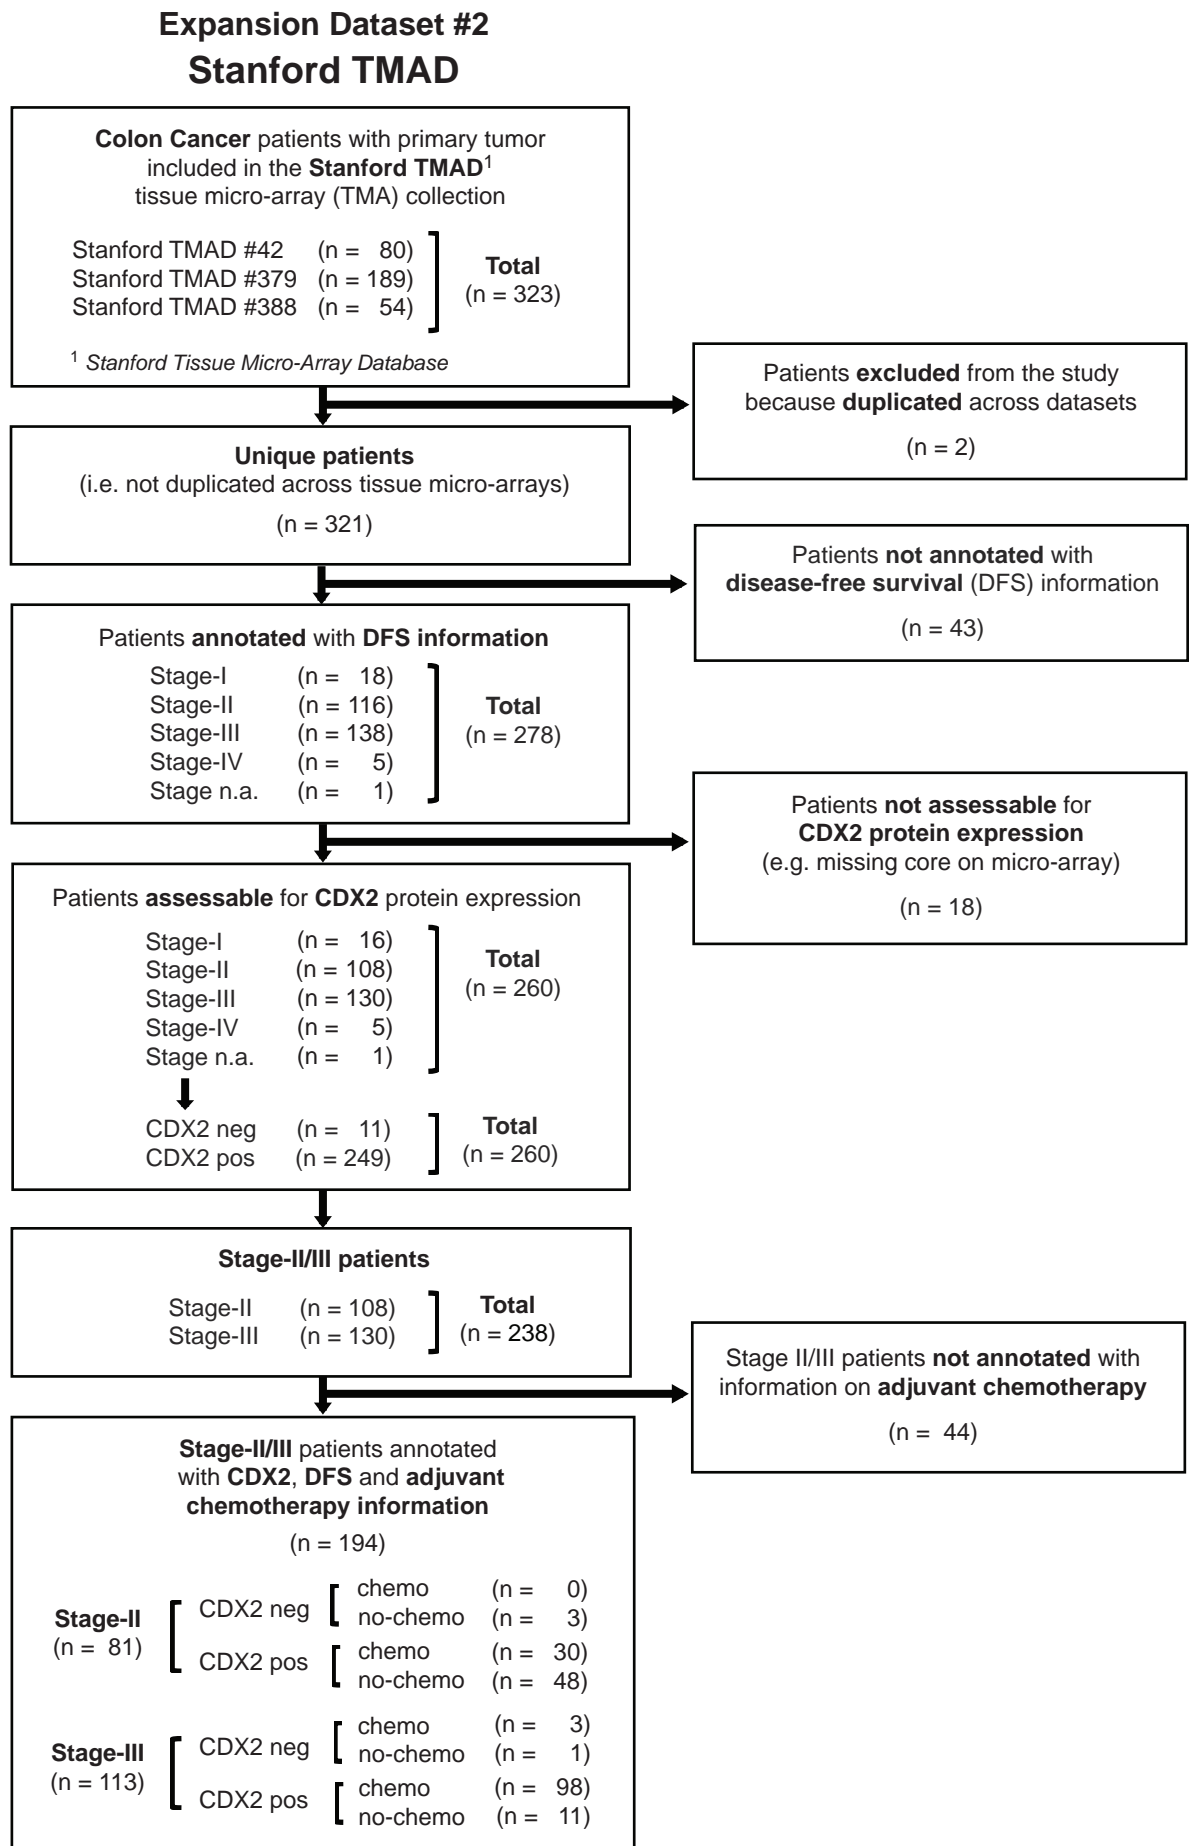 Expansion Dataset #2
Stanford TMAD
Colon Cancer patients with primary tumor
included in the Stanford TMAD1
tissue micro-array (TMA) collection
Stanford TMAD #42 (n = 80)
Stanford TMAD #379 (n = 189)
Stanford TMAD #388 (n = 54)
Total
(n = 323)
1 Stanford Tissue Micro-Array Database
Patients excluded from the study
because duplicated across datasets
(n = 2)
Unique patients
(i.e. not duplicated across tissue micro-arrays)
(n = 321)
Patients not annotated with
disease-free survival (DFS) information
(n = 43)
Patients annotated with DFS information
Stage-I (n = 18)
Stage-II (n = 116)
Stage-III (n = 138)
Stage-IV (n = 5)
Stage n.a. (n = 1)
Total
(n = 278)
Patients not assessable for
CDX2 protein expression
(e.g. missing core on micro-array)
(n = 18)
Patients assessable for CDX2 protein expression
Stage-I (n = 16)
Stage-II (n = 108)
Stage-III (n = 130)
Stage-IV (n = 5)
Stage n.a. (n = 1)
Total
(n = 260)
CDX2 neg (n = 11)
CDX2 pos (n = 249)
Total
(n = 260)
Stage-II/III patients
Stage-II (n = 108)
Stage-III (n = 130)
Total
(n = 238)
Stage II/III patients not annotated with
information on adjuvant chemotherapy
(n = 44)
Stage-II/III patients annotated
with CDX2, DFS and adjuvant
chemotherapy information
(n = 194)
Stage-II
(n = 81)
CDX2 neg
chemo (n = 0)
no-chemo (n = 3)
CDX2 pos
chemo (n = 30)
no-chemo (n = 48)
Stage-III
(n = 113)
CDX2 neg
chemo (n = 3)
no-chemo (n = 1)
CDX2 pos
chemo (n = 98)
no-chemo (n = 11)